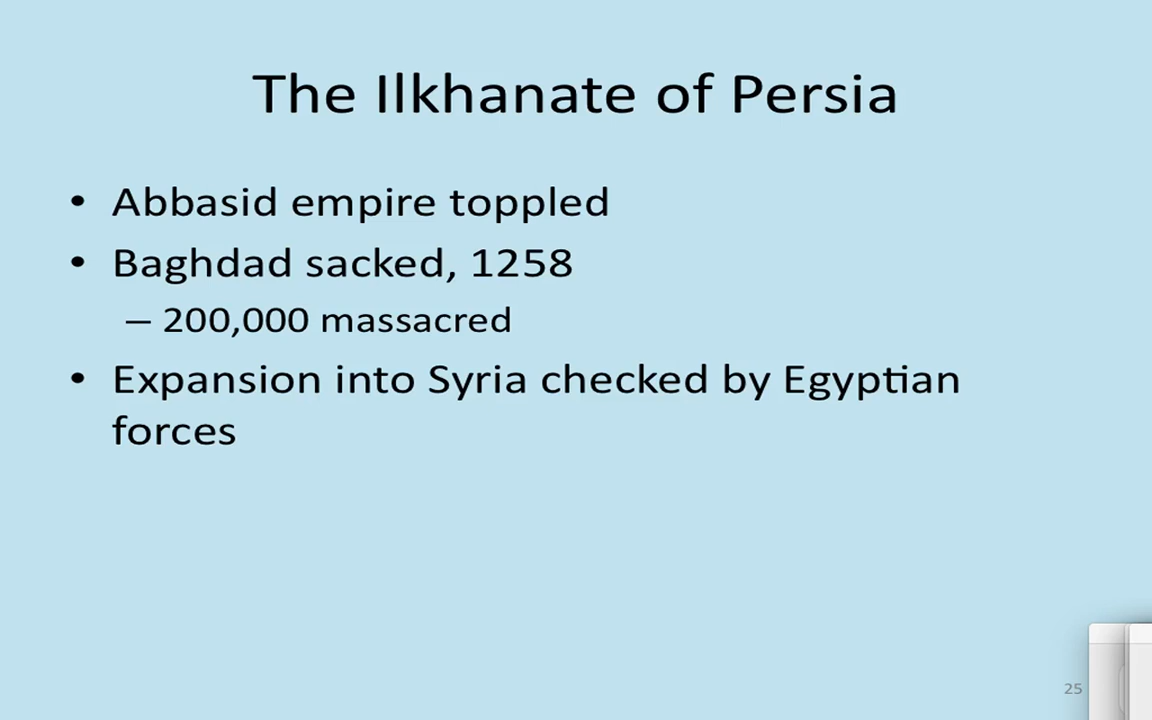 The Ilkhanate of Persia
• Abbasid empire toppled
• Baghdad sacked, 1258
– 200,000 massacred
• Expansion into Syria checked by Egyptian
forces
25